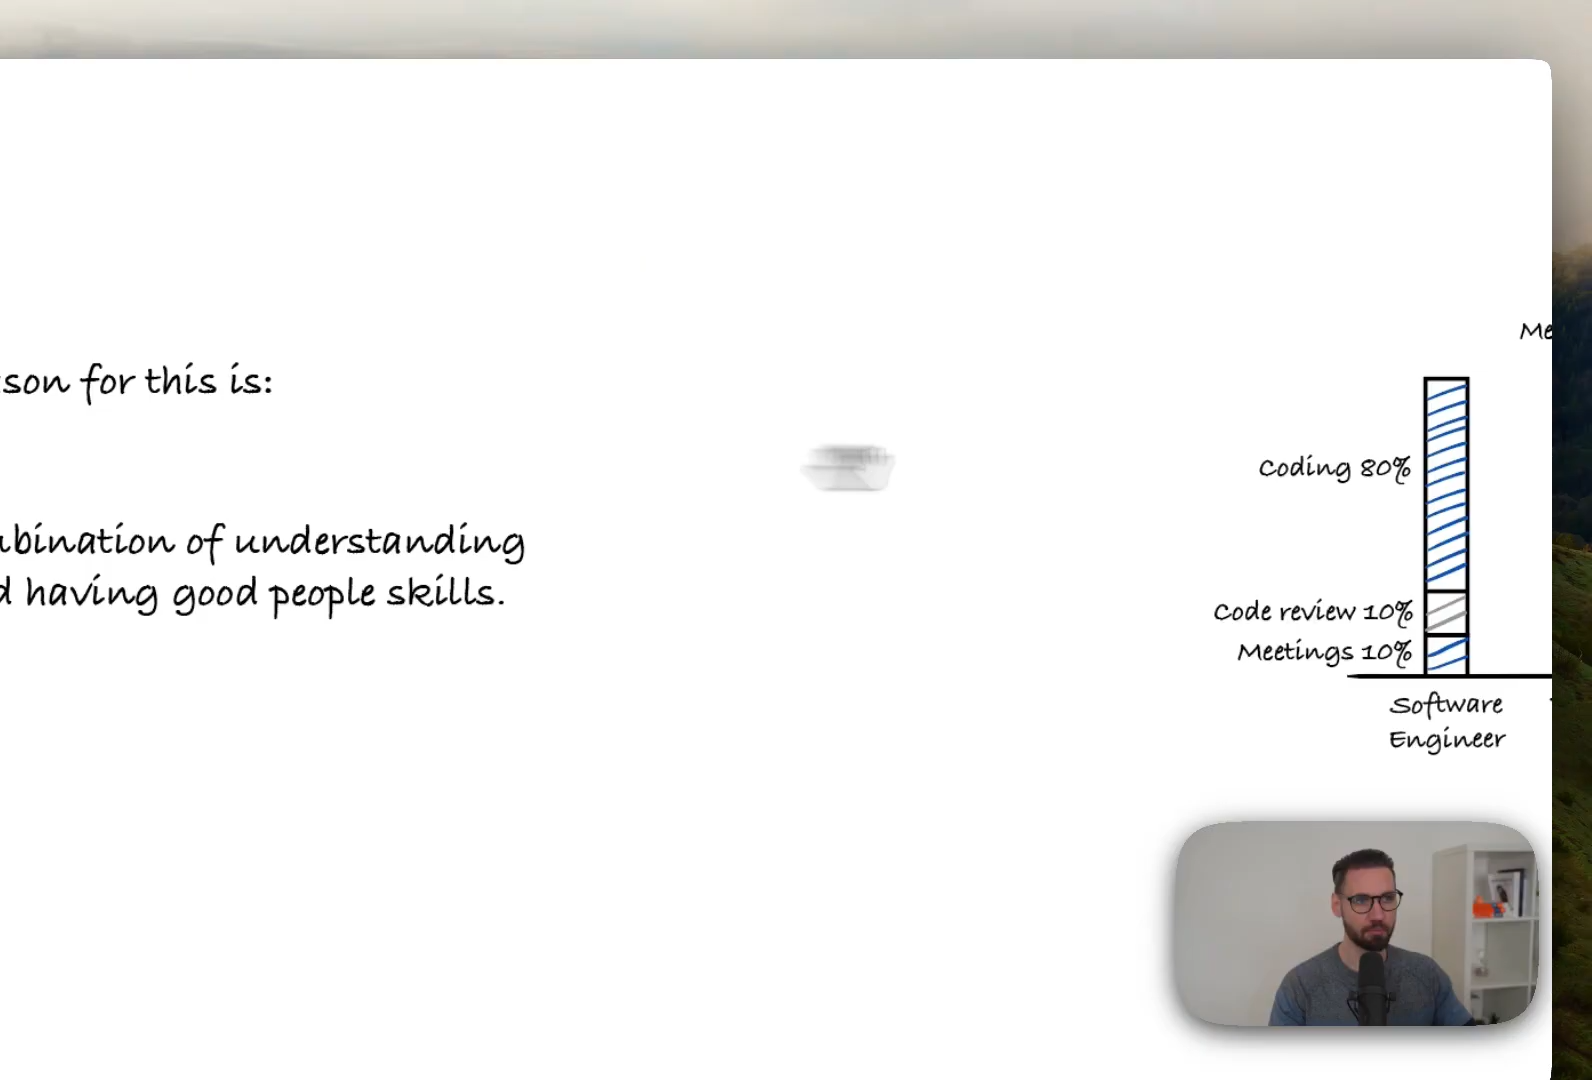 son for this is:
bination of understanding
having good people skills.
Me
Coding 80%
Code review 10%
Meetings 10%
Software
Engineer